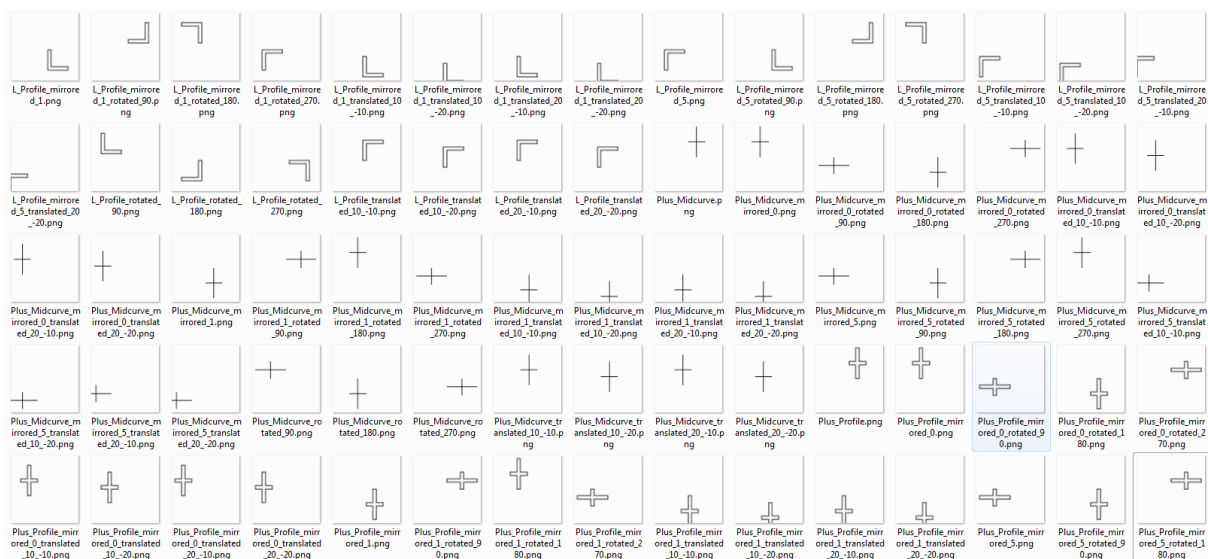 L_Profile_mirrore
d_1.png
L_Profile_mirrore
d_1_rotated_90.p
ng
L_Profile_mirrore
d_1_rotated_180.
png
L_Profile_mirrore
d_1_rotated_270.
png
L_Profile_mirrore
d_1_translated_10
_-10.png
L_Profile_mirrore
d_1_translated_10
_-20.png
L_Profile_mirrore
d_1_translated_20
_-10.png
L_Profile_mirrore
d_1_translated_20
_-20.png
L_Profile_mirrore
d_5.png
L_Profile_mirrore
d_5_rotated_90.p
ng
L_Profile_mirrore
d_5_rotated_180.
png
L_Profile_mirrore
d_5_rotated_270.
png
L_Profile_mirrore
d_5_translated_10
_-10.png
L_Profile_mirrore
d_5_translated_10
_-20.png
L_Profile_mirrore
d_5_translated_20
_-10.png
L_Profile_mirrore
d_5_translated_20
_-20.png
L_Profile_rotated_
90.png
L_Profile_rotated_
180.png
L_Profile_rotated_
270.png
L_Profile_translat
ed_10_-10.png
L_Profile_translat
ed_10_-20.png
L_Profile_translat
ed_20_-10.png
L_Profile_translat
ed_20_-20.png
Plus_Midcurve.p
ng
Plus_Midcurve_m
irrored_0.png
Plus_Midcurve_m
irrored_0_rotated
_90.png
Plus_Midcurve_m
irrored_0_rotated
_180.png
Plus_Midcurve_m
irrored_0_rotated
_270.png
Plus_Midcurve_m
irrored_0_translat
ed_10_-10.png
Plus_Midcurve_m
irrored_0_translat
ed_10_-20.png
Plus_Midcurve_m
irrored_0_translat
ed_20_-10.png
Plus_Midcurve_m
irrored_0_translat
ed_20_-20.png
Plus_Midcurve_m
irrored_1.png
Plus_Midcurve_m
irrored_1_rotated
_90.png
Plus_Midcurve_m
irrored_1_rotated
_180.png
Plus_Midcurve_m
irrored_1_rotated
_270.png
Plus_Midcurve_m
irrored_1_translat
ed_10_-10.png
Plus_Midcurve_m
irrored_1_translat
ed_10_-20.png
Plus_Midcurve_m
irrored_1_translat
ed_20_-10.png
Plus_Midcurve_m
irrored_1_translat
ed_20_-20.png
Plus_Midcurve_m
irrored_5.png
Plus_Midcurve_m
irrored_5_rotated
_90.png
Plus_Midcurve_m
irrored_5_rotated
_180.png
Plus_Midcurve_m
irrored_5_rotated
_270.png
Plus_Midcurve_m
irrored_5_translat
ed_10_-10.png
Plus_Midcurve_m
irrored_5_translat
ed_10_-20.png
Plus_Midcurve_m
irrored_5_translat
ed_20_-10.png
Plus_Midcurve_m
irrored_5_translat
ed_20_-20.png
Plus_Midcurve_ro
tated_90.png
Plus_Midcurve_ro
tated_180.png
Plus_Midcurve_ro
tated_270.png
Plus_Midcurve_tr
anslated_10_-10.p
ng
Plus_Midcurve_tr
anslated_10_-20.p
ng
Plus_Midcurve_tr
anslated_20_-10.p
ng
Plus_Midcurve_tr
anslated_20_-20.p
ng
Plus_Profile.png
Plus_Profile_mirr
ored_0.png
Plus_Profile_mirr
ored_0_rotated_9
0.png
Plus_Profile_mirr
ored_0_rotated_1
80.png
Plus_Profile_mirr
ored_0_rotated_2
70.png
Plus_Profile_mirr
ored_0_translated
_10_-10.png
Plus_Profile_mirr
ored_0_translated
_10_-20.png
Plus_Profile_mirr
ored_0_translated
_20_-10.png
Plus_Profile_mirr
ored_0_translated
_20_-20.png
Plus_Profile_mirr
ored_1.png
Plus_Profile_mirr
ored_1_rotated_9
0.png
Plus_Profile_mirr
ored_1_rotated_1
80.png
Plus_Profile_mirr
ored_1_rotated_2
70.png
Plus_Profile_mirr
ored_1_translated
_10_-10.png
Plus_Profile_mirr
ored_1_translated
_10_-20.png
Plus_Profile_mirr
ored_1_translated
_20_-10.png
Plus_Profile_mirr
ored_1_translated
_20_-20.png
Plus_Profile_mirr
ored_5.png
Plus_Profile_mirr
ored_5_rotated_9
0.png
Plus_Profile_mirr
ored_5_rotated_1
80.png